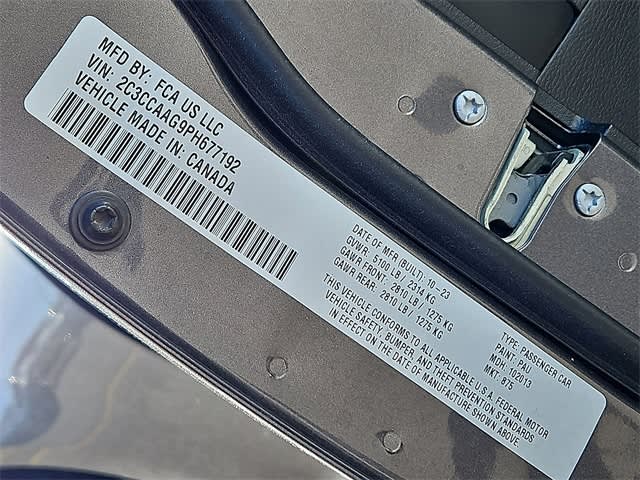 MFD BY: FCA US LLC
VIN: 2C3CCAAG9PH677192
VEHICLE MADE IN: CANADA
DATE OF MFR (BUILT): 10-23
GVWR: 5100 LB / 2314 KG
GAWR FRONT: 2810 LB / 1275 KG
GAWR REAR: 2810 LB / 1275 KG
THIS VEHICLE CONFORMS TO ALL APPLICABLE U.S.A. FEDERAL MOTOR
VEHICLE SAFETY, BUMPER, AND THEFT PREVENTION STANDARDS
IN EFFECT ON THE DATE OF MANUFACTURE SHOWN ABOVE.
TYPE: PASSENGER CAR
PAINT: PAU
MDH: 102013
MKT: 875